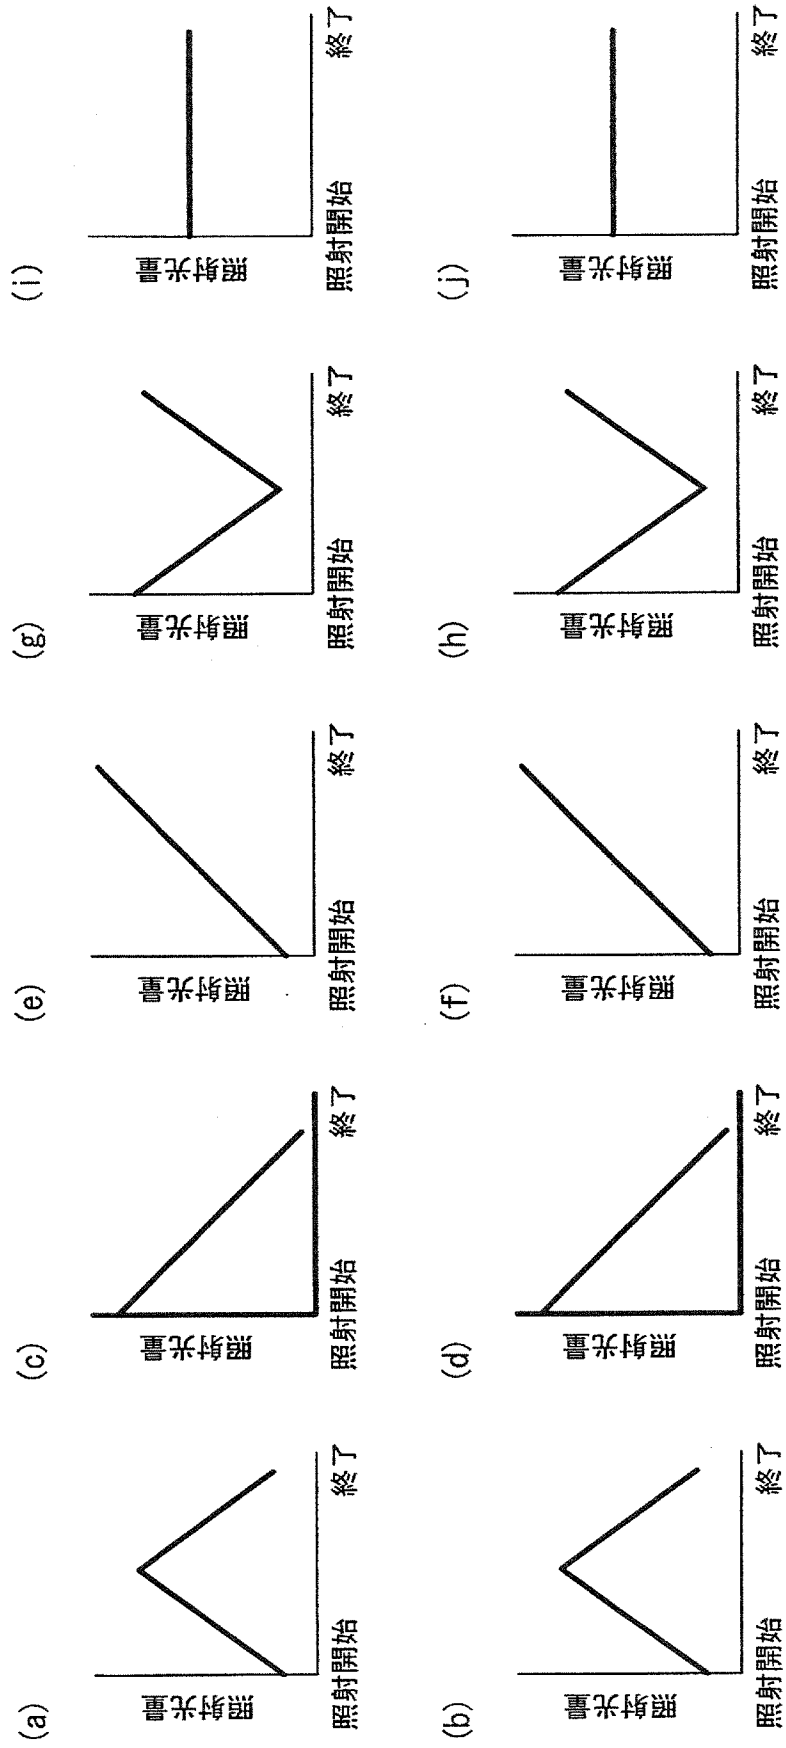 (a)
照射光量
照射開始
終了
(c)
照射光量
照射開始
終了
(e)
照射光量
照射開始
終了
(g)
照射光量
照射開始
終了
(i)
照射光量
照射開始
終了
(b)
照射光量
照射開始
終了
(d)
照射光量
照射開始
終了
(f)
照射光量
照射開始
終了
(h)
照射光量
照射開始
終了
(j)
照射光量
照射開始
終了